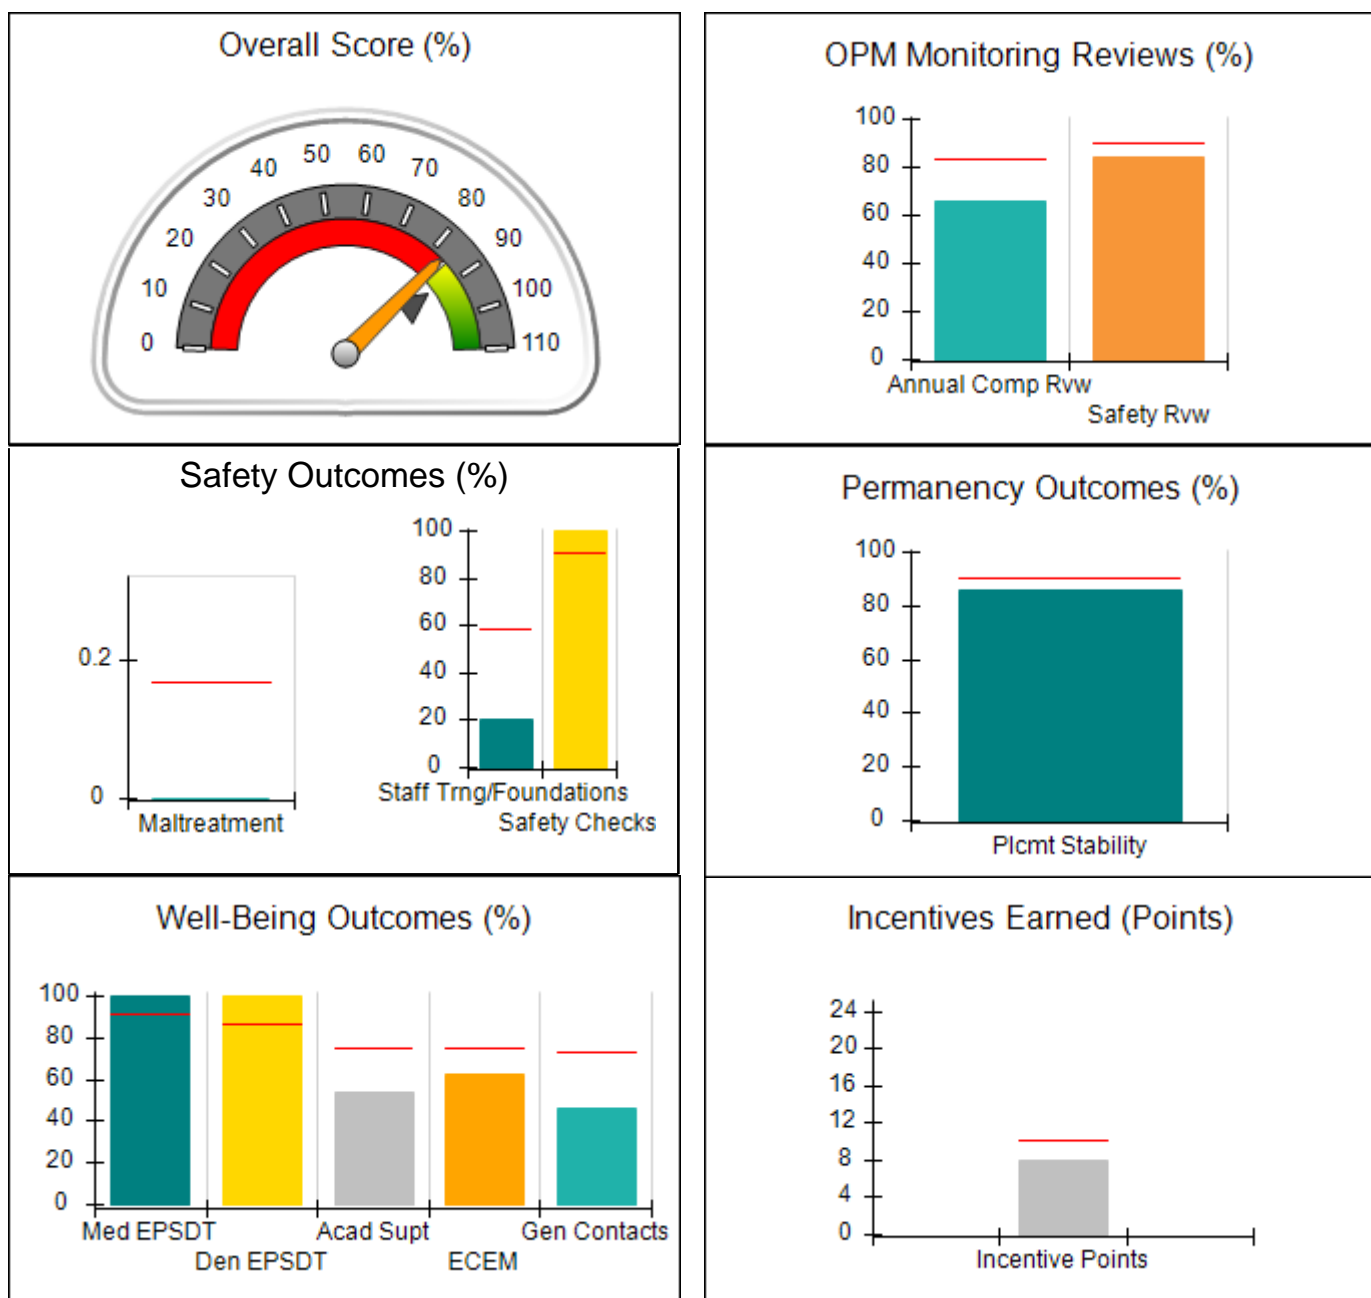 Overall Score (%)
0
10
20
30
40
50
60
70
80
90
100
110
OPM Monitoring Reviews (%)
100
80
60
40
20
0
Annual Comp Rvw
Safety Rvw
Safety Outcomes (%)
0.2
0
Maltreatment
100
80
60
40
20
0
Staff Trng/Foundations
Safety Checks
Permanency Outcomes (%)
100
80
60
40
20
0
Plcmt Stability
Well-Being Outcomes (%)
100
80
60
40
20
0
Med EPSDT
Acad Supt
Gen Contacts
Den EPSDT
ECEM
Incentives Earned (Points)
24
20
16
12
8
4
0
Incentive Points